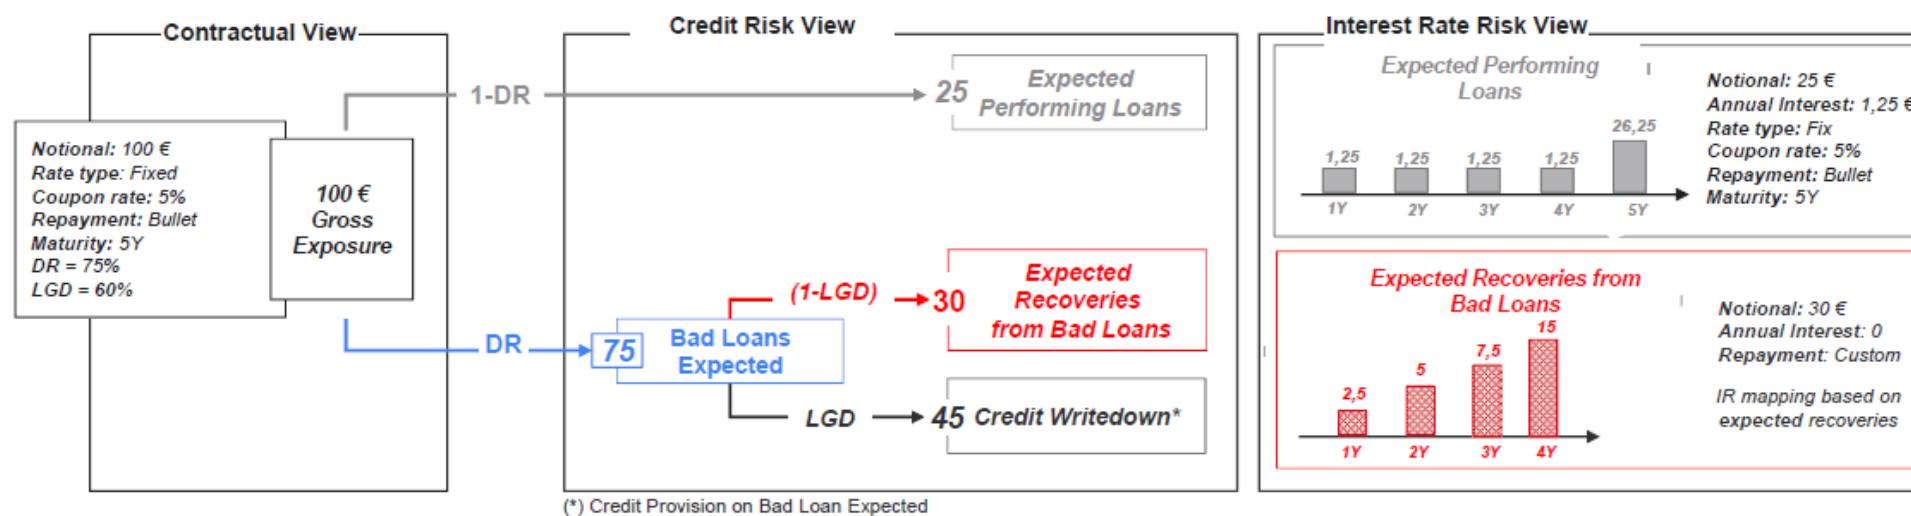 Contractual View
Notional: 100 €
Rate type: Fixed
Coupon rate: 5%
Repayment: Bullet
Maturity: 5Y
DR = 75%
LGD = 60%
100 €
Gross
Exposure
1-DR
DR
Credit Risk View
25
Expected
Performing Loans
75
Bad Loans
Expected
(1-LGD)
30
Expected
Recoveries
from Bad Loans
LGD
45
Credit Writedown*
(*) Credit Provision on Bad Loan Expected
Interest Rate Risk View
Expected Performing
Loans
1,25
1,25
1,25
1,25
26,25
1Y
2Y
3Y
4Y
5Y
Notional: 25 €
Annual Interest: 1,25 €
Rate type: Fix
Coupon rate: 5%
Repayment: Bullet
Maturity: 5Y
Expected Recoveries from
Bad Loans
2,5
5
7,5
15
1Y
2Y
3Y
4Y
Notional: 30 €
Annual Interest: 0
Repayment: Custom
IR mapping based on
expected recoveries